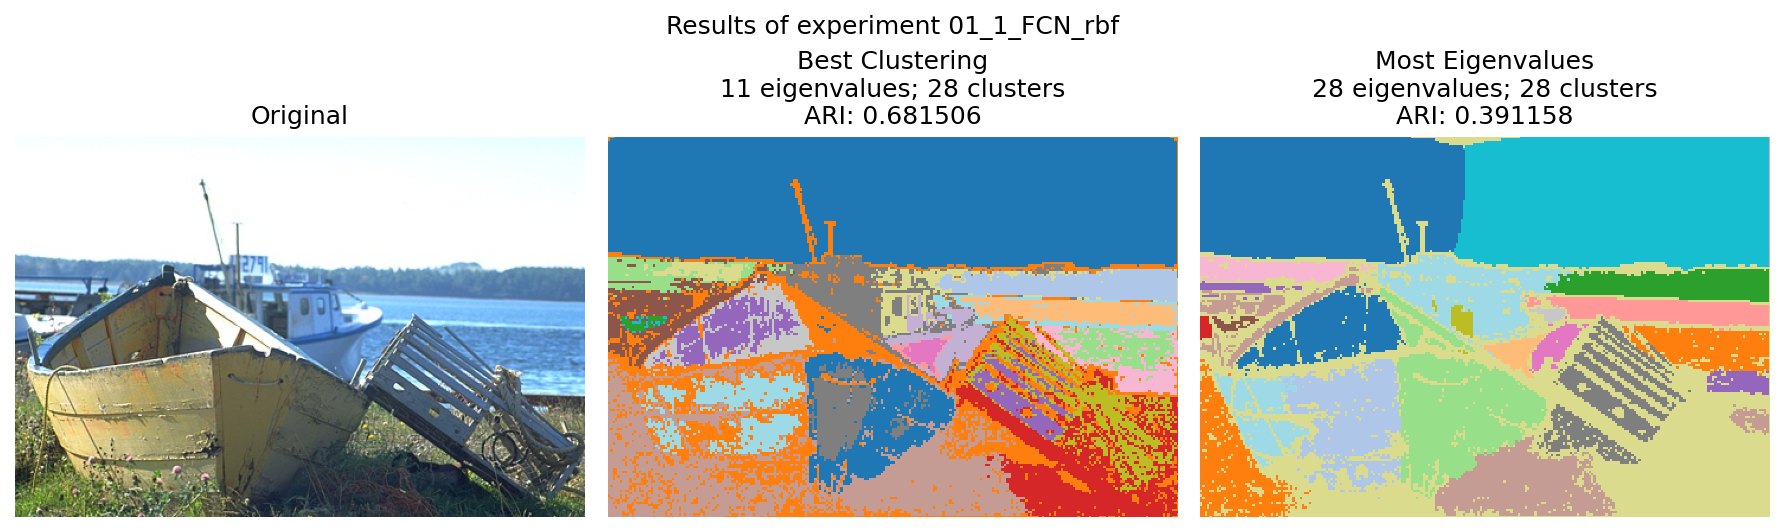 Results of experiment 01_1_FCN_rbf
Original
Best Clustering
11 eigenvalues; 28 clusters
ARI: 0.681506
Most Eigenvalues
28 eigenvalues; 28 clusters
ARI: 0.391158
2791